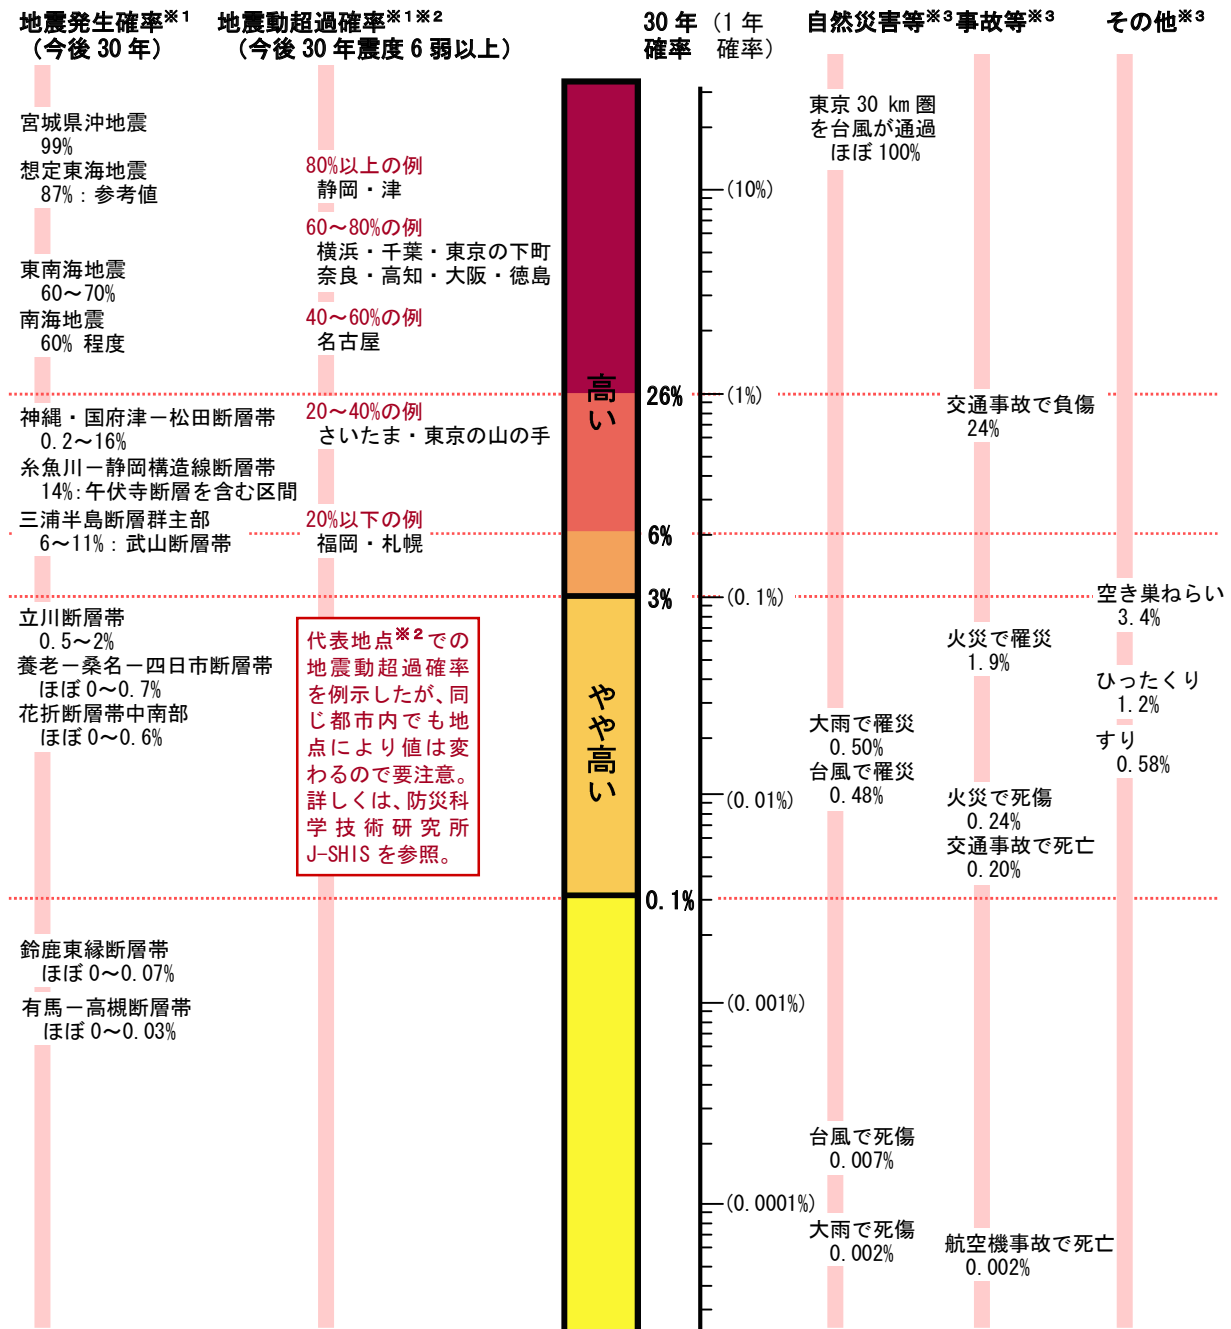 地震発生確率※1
（今後 30 年）
宮城県沖地震
99%
想定東海地震
87%：参考値
東南海地震
60～70%
南海地震
60% 程度
神縄・国府津－松田断層帯
0.2～16%
糸魚川－静岡構造線断層帯
14%：午伏寺断層を含む区間
三浦半島断層群主部
6～11%：武山断層帯
立川断層帯
0.5～2%
養老－桑名－四日市断層帯
ほぼ 0～0.7%
花折断層帯中南部
ほぼ 0～0.6%
鈴鹿東縁断層帯
ほぼ 0～0.07%
有馬－高槻断層帯
ほぼ 0～0.03%
地震動超過確率※1※2
（今後 30 年震度 6 弱以上）
80%以上の例
静岡・津
60～80%の例
横浜・千葉・東京の下町
奈良・高知・大阪・徳島
40～60%の例
名古屋
20～40%の例
さいたま・東京の山の手
20%以下の例
福岡・札幌
代表地点※2での
地震動超過確率
を例示したが、同
じ都市内でも地
点により値は変
わるので要注意。
詳しくは、防災科
学技術研究所
J-SHIS を参照。
高い
やや高い
30 年
確率
26%
6%
3%
0.1%
（1 年
確率）
(10%)
(1%)
(0.1%)
(0.01%)
(0.001%)
(0.0001%)
自然災害等※3
東京 30 km 圏
を台風が通過
ほぼ 100%
大雨で罹災
0.50%
台風で罹災
0.48%
台風で死傷
0.007%
大雨で死傷
0.002%
事故等※3
交通事故で負傷
24%
火災で罹災
1.9%
火災で死傷
0.24%
交通事故で死亡
0.20%
航空機事故で死亡
0.002%
その他※3
空き巣ねらい
3.4%
ひったくり
1.2%
すり
0.58%